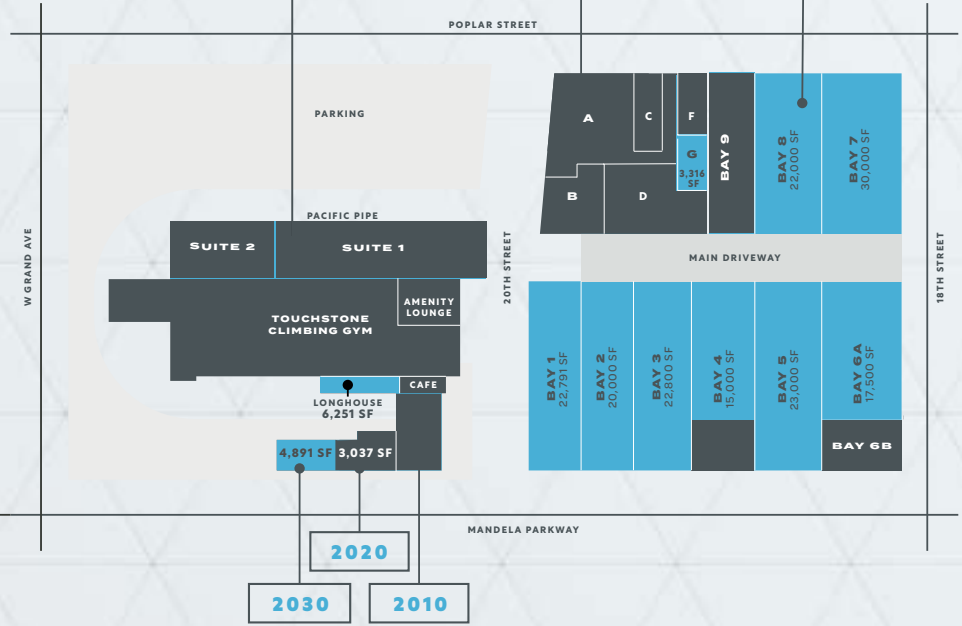 POPLAR STREET
PARKING
PACIFIC PIPE
W GRAND AVE
SUITE 2
SUITE 1
TOUCHSTONE
CLIMBING GYM
AMENITY
LOUNGE
CAFE
LONGHOUSE
6,251 SF
4,891 SF
3,037 SF
20TH STREET
A
C
F
G
3,316
SF
B
D
BAY 9
BAY 8
22,000 SF
BAY 7
30,000 SF
MAIN DRIVEWAY
18TH STREET
BAY 1
22,791 SF
BAY 2
20,000 SF
BAY 3
22,800 SF
BAY 4
15,000 SF
BAY 5
23,000 SF
BAY 6A
17,500 SF
BAY 6B
MANDELA PARKWAY
2020
2030
2010